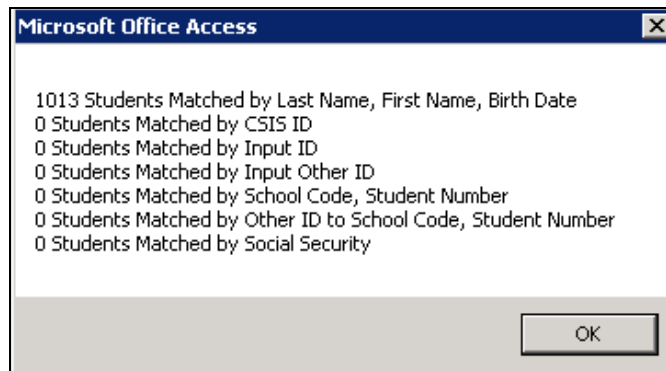 Microsoft Office Access
1013 Students Matched by Last Name, First Name, Birth Date
0 Students Matched by CSIS ID
0 Students Matched by Input ID
0 Students Matched by Input Other ID
0 Students Matched by School Code, Student Number
0 Students Matched by Other ID to School Code, Student Number
0 Students Matched by Social Security
OK